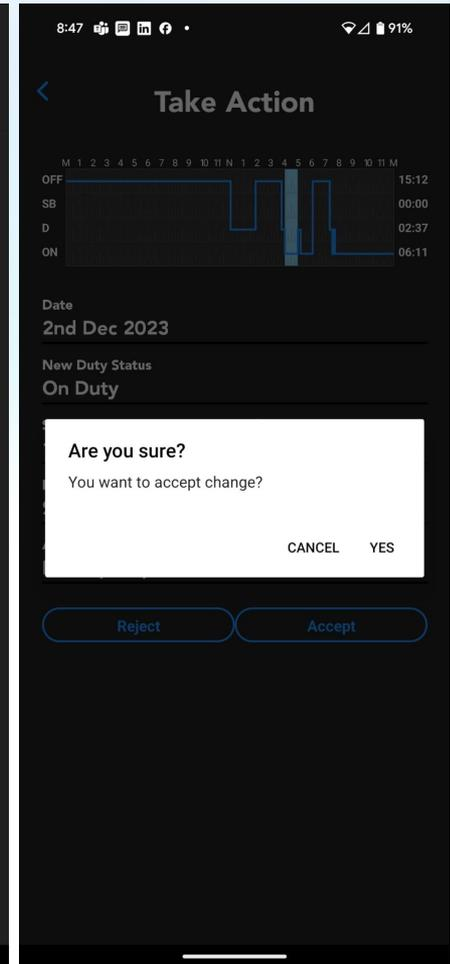 8:47 91%
Take Action
M 1 2 3 4 5 6 7 8 9 10 11 N 1 2 3 4 5 6 7 8 9 10 11 M
OFF 15:12
SB 00:00
D 02:37
ON 06:11
Date
2nd Dec 2023
New Duty Status
On Duty
Are you sure?
You want to accept change?
CANCEL YES
Reject Accept